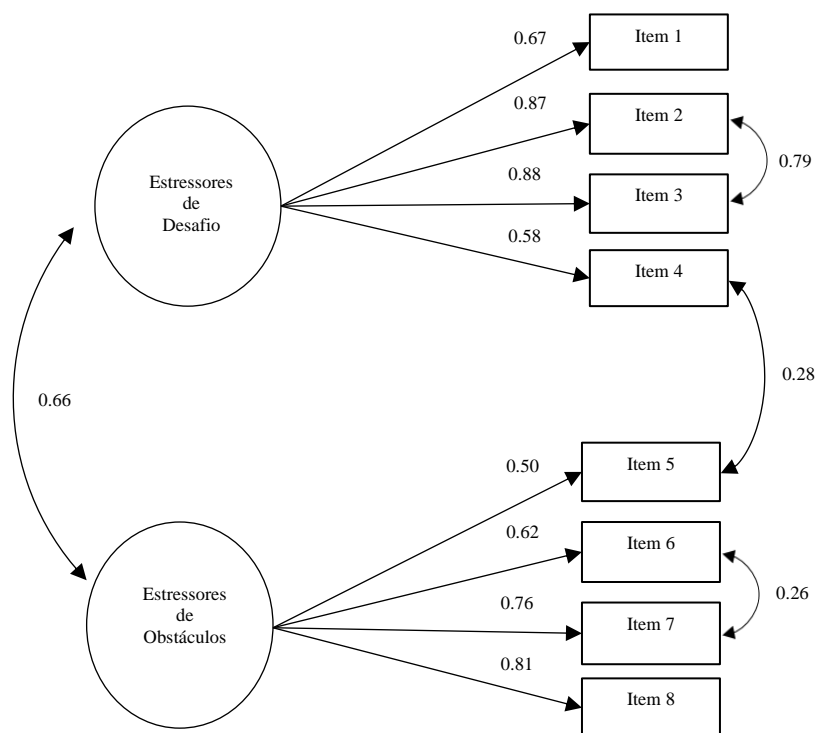 0.67
Item 1
0.87
Item 2
0.79
0.88
Item 3
Estressores
de
Desafio
0.58
Item 4
0.28
0.66
0.50
Item 5
0.62
Item 6
0.26
Estressores
de
Obstáculos
0.76
Item 7
0.81
Item 8